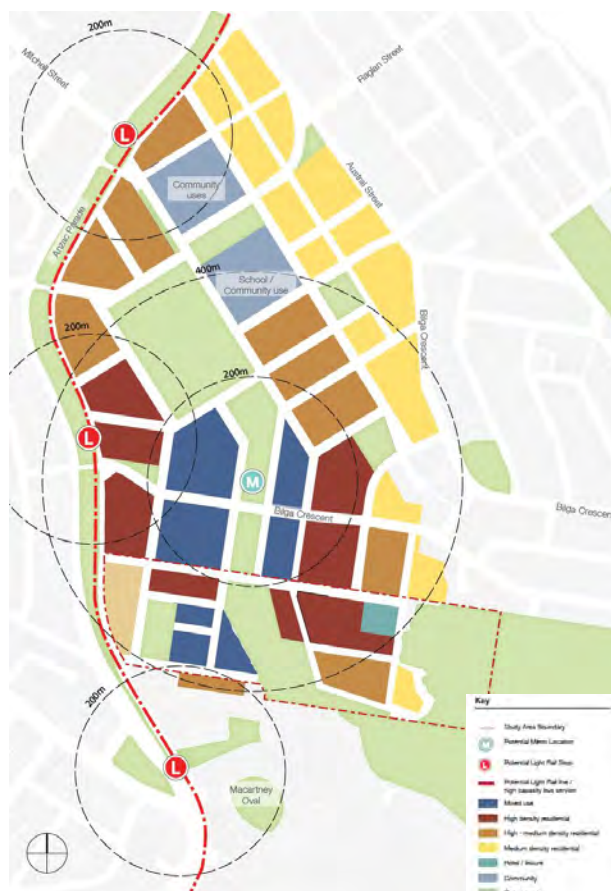 200m
Mitchell Street
Raglan Street
L
Austral Street
Community
uses
Anzac Parade
400m
School /
Community use
Bilga Crescent
200m
200m
L
M
Bilga Crescent
Bilga Crescent
200m
L
Macartney
Oval
Key
Study Area Boundary
M
Potential Metro Location
L
Potential Light Rail Stop
Potential Light Rail line /
high capacity bus service
Mixed use
High density residential
High - medium density residential
Medium density residential
Hotel / leisure
Community